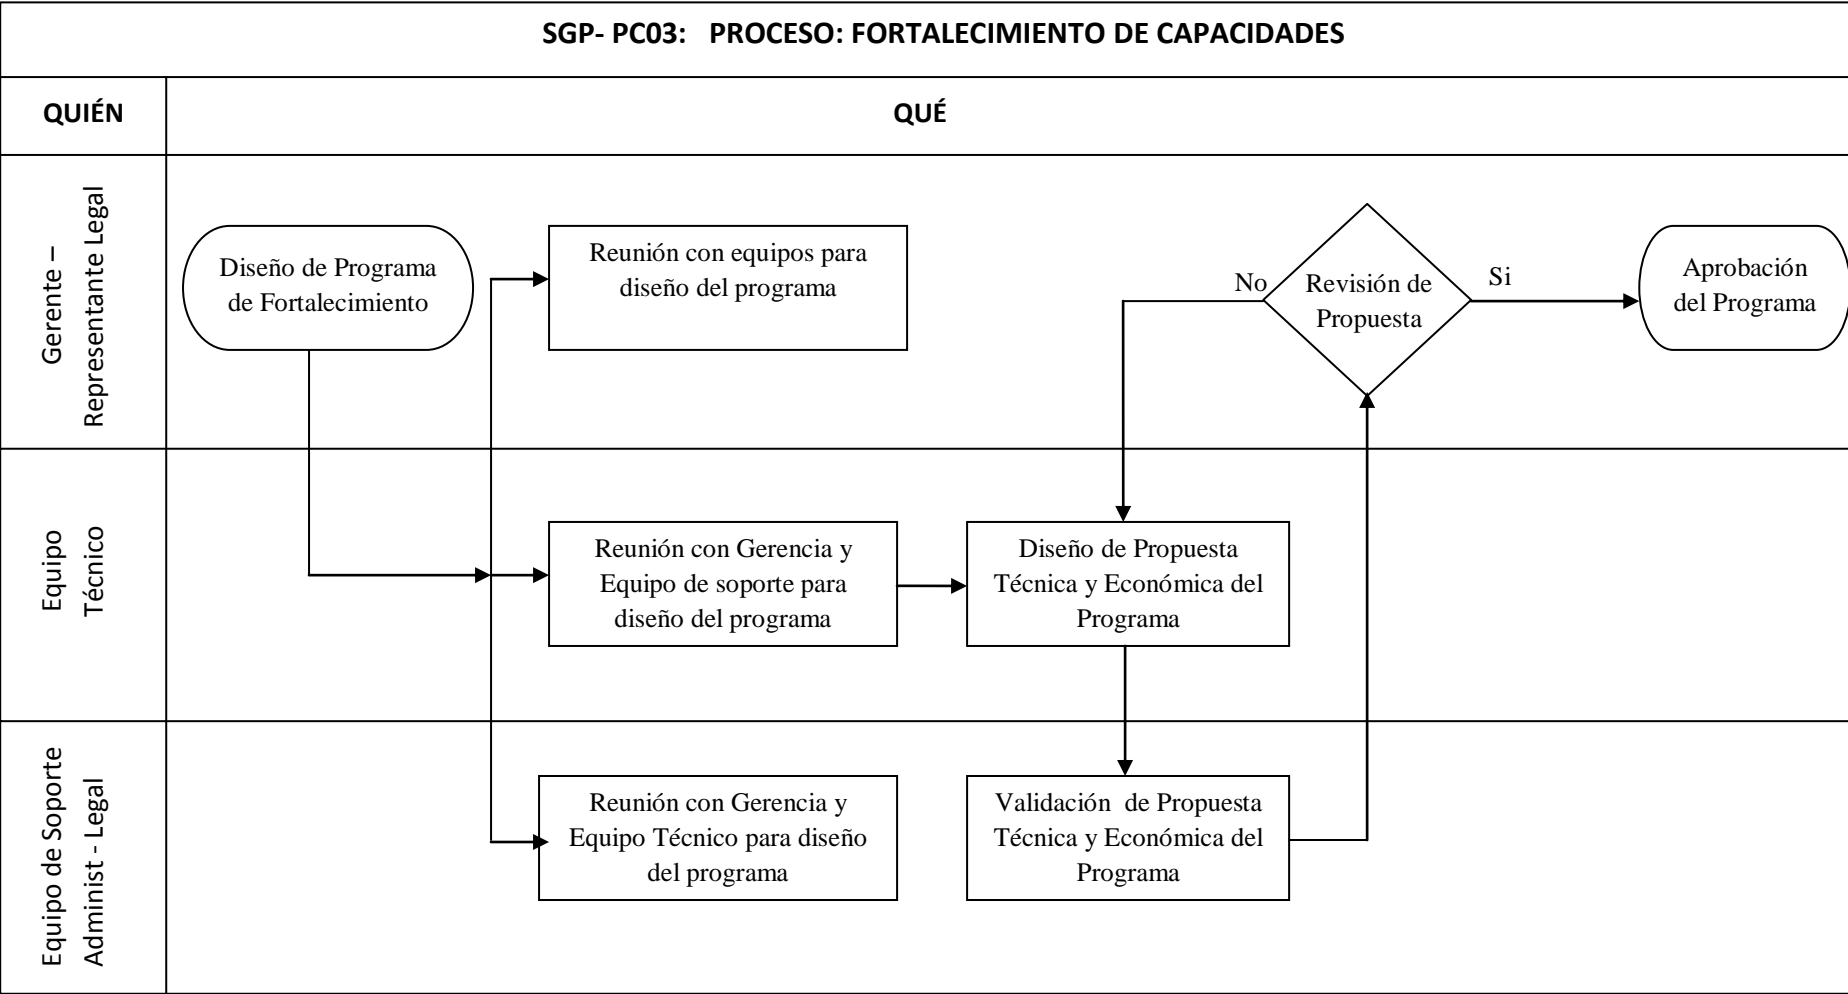 SGP- PC03: PROCESO: FORTALECIMIENTO DE CAPACIDADES
QUIÉN
QUÉ
Gerente –
Representante Legal
Diseño de Programa
de Fortalecimiento
Reunión con equipos para
diseño del programa
No
Revisión de
Propuesta
Si
Aprobación
del Programa
Equipo
Técnico
Reunión con Gerencia y
Equipo de soporte para
diseño del programa
Diseño de Propuesta
Técnica y Económica del
Programa
Equipo de Soporte
Administ - Legal
Reunión con Gerencia y
Equipo Técnico para diseño
del programa
Validación de Propuesta
Técnica y Económica del
Programa